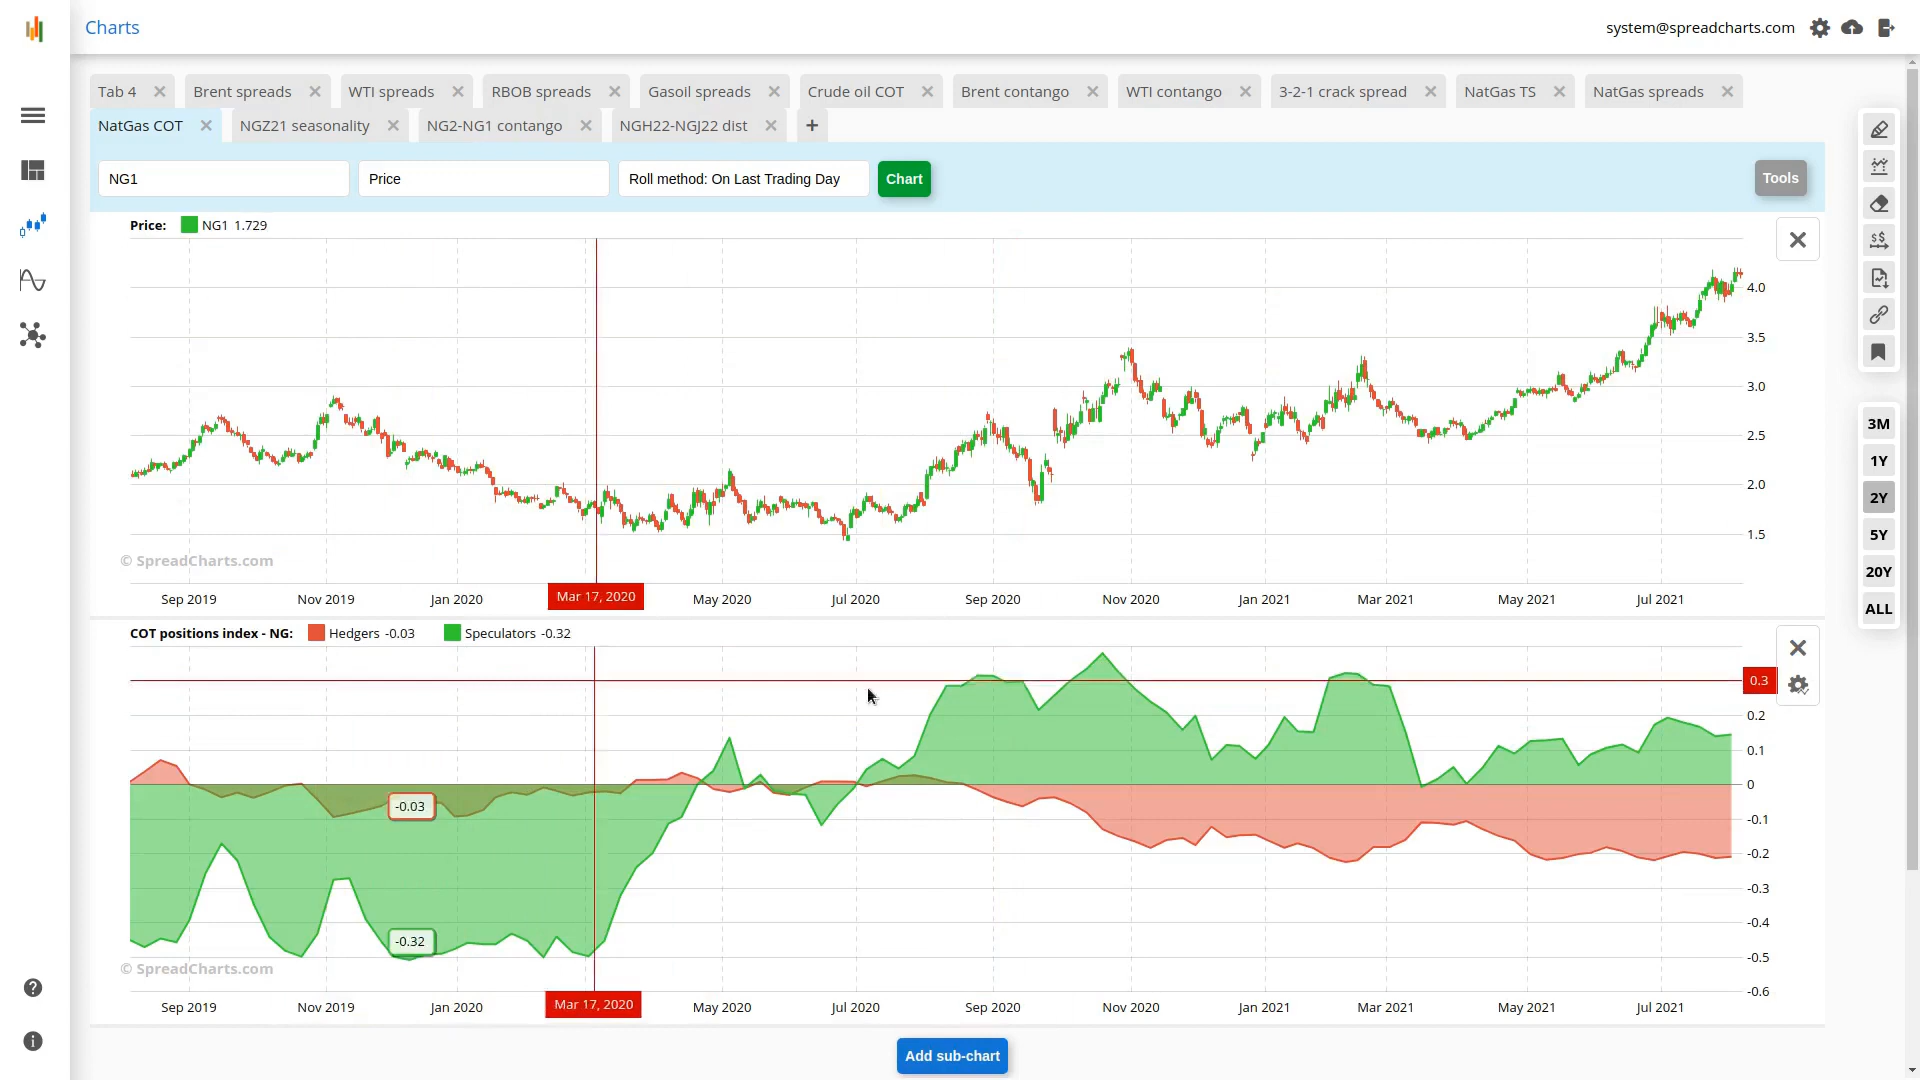 Charts
system@spreadcharts.com
Tab 4 Brent spreads WTI spreads RBOB spreads Gasoil spreads Crude oil COT Brent contango WTI contango 3-2-1 crack spread NatGas TS NatGas spreads
NatGas COT NGZ21 seasonality NG2-NG1 contango NGH22-NGJ22 dist +
NG1 Price Roll method: On Last Trading Day Chart Tools
Price: NG1 1.729
4.0
3.5
3.0
2.5
2.0
1.5
© SpreadCharts.com
Sep 2019 Nov 2019 Jan 2020 Mar 17, 2020 May 2020 Jul 2020 Sep 2020 Nov 2020 Jan 2021 Mar 2021 May 2021 Jul 2021
3M
1Y
2Y
5Y
20Y
ALL
COT positions index - NG: Hedgers -0.03 Speculators -0.32
0.3
0.2
0.1
0
-0.1
-0.2
-0.3
-0.4
-0.5
-0.6
-0.03
-0.32
© SpreadCharts.com
Sep 2019 Nov 2019 Jan 2020 Mar 17, 2020 May 2020 Jul 2020 Sep 2020 Nov 2020 Jan 2021 Mar 2021 May 2021 Jul 2021
Add sub-chart